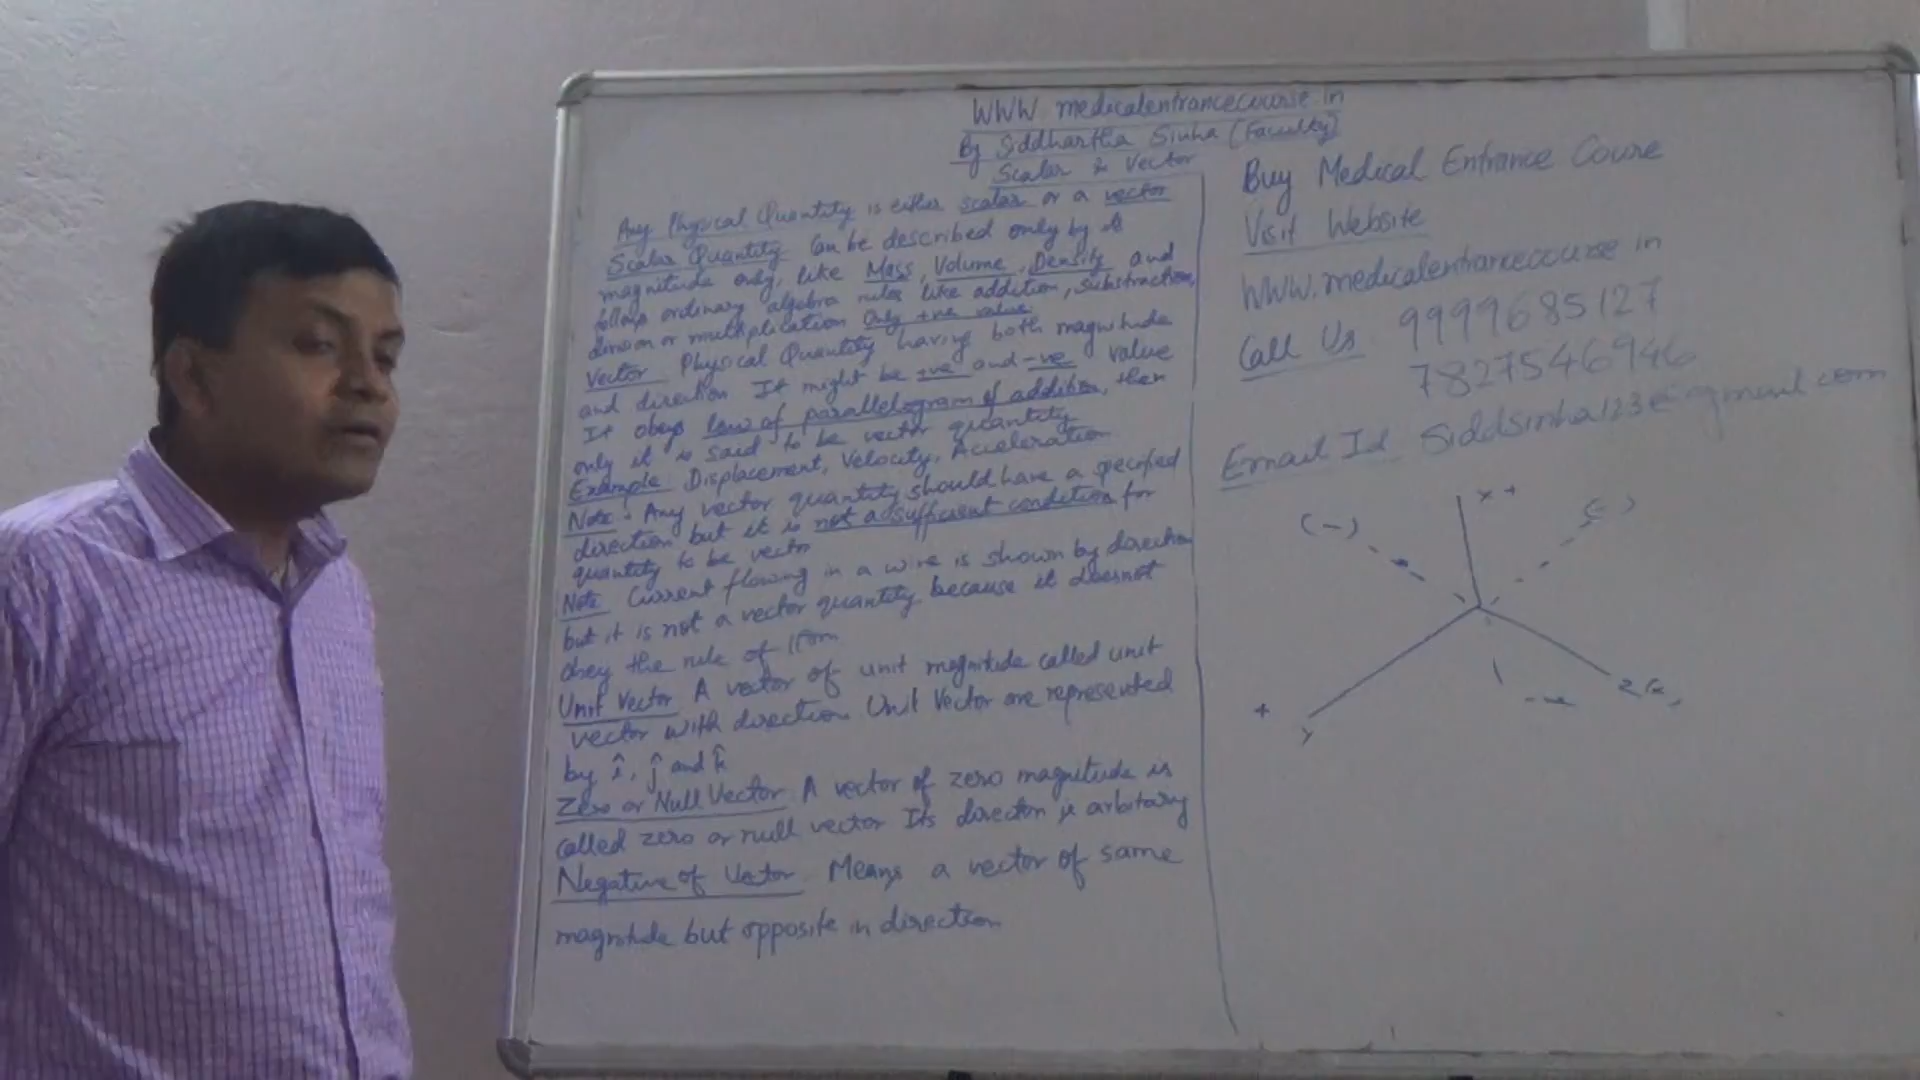 WWW. medicalentrancecourse in
By Siddhartha Sinha (Faculty)
Scalar & Vector
Any Physical Quantity is either scalar or a vector
Scalar Quantity Can be described only by it
magnitude only, like Mass, Volume, Density and
follows ordinary algebra rules like addition, substraction,
division or multiplication Only +ve value
Vector Physical Quantity having both magnitude
and direction It might be +ve and -ve value
It obeys law of parallelogram of addition, then
only it is said to be vector quantity
Example Displacement, Velocity, Acceleration
Note: Any vector quantity should have a specified
direction but it is not a sufficient condition for
quantity to be vector
Note Current flowing in a wire is shown by direction
but it is not a vector quantity because it doesnot
obey the rule of
Unit Vector A vector of unit magnitude called unit
vector with direction Unit Vector are represented
by î, ĵ and k̂
Zero or Null Vector A vector of zero magnitude is
called zero or null vector Its direction is arbitary
Negative of Vector Means a vector of same
magnitude but opposite in direction
Buy Medical Entrance Course
Visit Website
WWW.medicalentrancecourse in
Call Us 9999685127
7827546946
Email Id Siddsinha123@gmail.com
x +
(-)
(-)
+
y
z